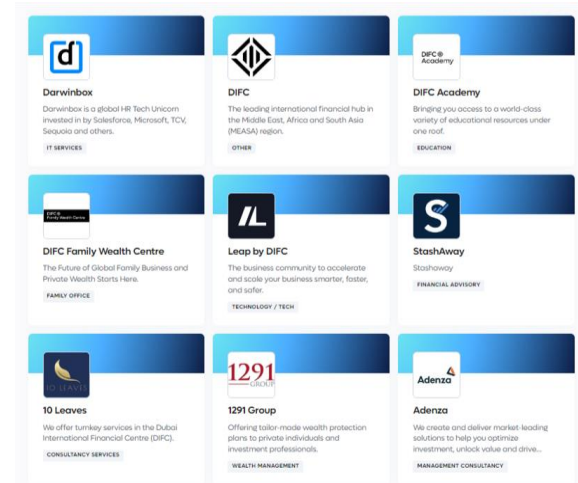 d
Darwinbox
Darwinbox is a global HR Tech Unicorn
invested in by Salesforce, Microsoft, TCV,
Sequoia and others.
IT SERVICES
DIFC
The leading international financial hub in
the Middle East, Africa and South Asia
(MEASA) region.
OTHER
DIFC
Academy
DIFC Academy
Bringing you access to a world-class
variety of educational resources under
one roof.
EDUCATION
DIFC
Family Wealth Centre
DIFC Family Wealth Centre
The Future of Global Family Business and
Private Wealth Starts Here.
FAMILY OFFICE
Leap by DIFC
The business community to accelerate
and scale your business smarter, faster,
and safer.
TECHNOLOGY / TECH
S
StashAway
Stashaway
FINANCIAL ADVISORY
10 LEAVES
10 Leaves
We offer turnkey services in the Dubai
International Financial Centre (DIFC).
CONSULTANCY SERVICES
1291
GROUP
1291 Group
Offering tailor-made wealth protection
plans to private individuals and
investment professionals.
WEALTH MANAGEMENT
Adenza
Adenza
We create and deliver market-leading
solutions to help you optimize
investment, unlock value and drive...
MANAGEMENT CONSULTANCY